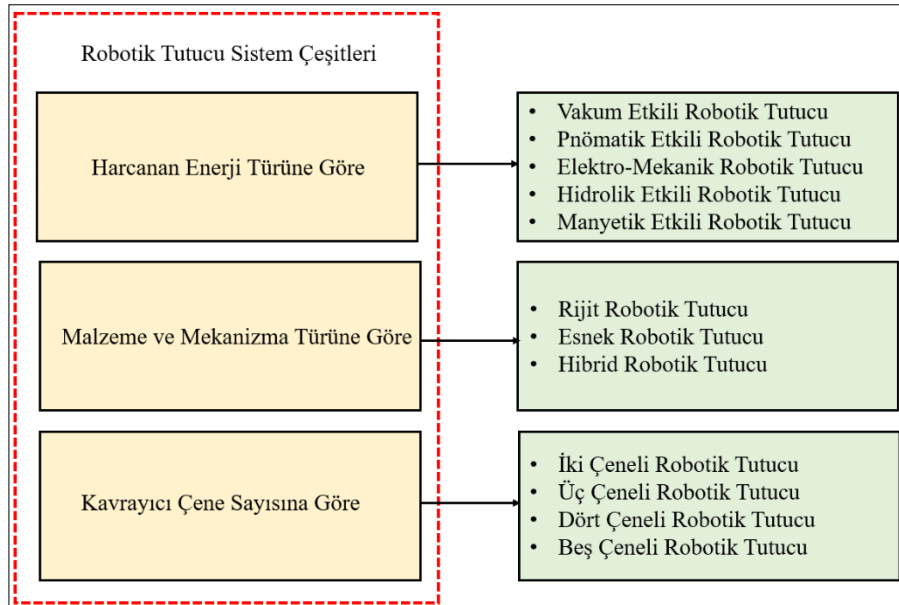 Robotik Tutucu Sistem Çeşitleri
Harcanan Enerji Türüne Göre
• Vakum Etkili Robotik Tutucu
• Pnömatik Etkili Robotik Tutucu
• Elektro-Mekanik Robotik Tutucu
• Hidrolik Etkili Robotik Tutucu
• Manyetik Etkili Robotik Tutucu
Malzeme ve Mekanizma Türüne Göre
• Rijit Robotik Tutucu
• Esnek Robotik Tutucu
• Hibrid Robotik Tutucu
Kavrayıcı Çene Sayısına Göre
• İki Çeneli Robotik Tutucu
• Üç Çeneli Robotik Tutucu
• Dört Çeneli Robotik Tutucu
• Beş Çeneli Robotik Tutucu